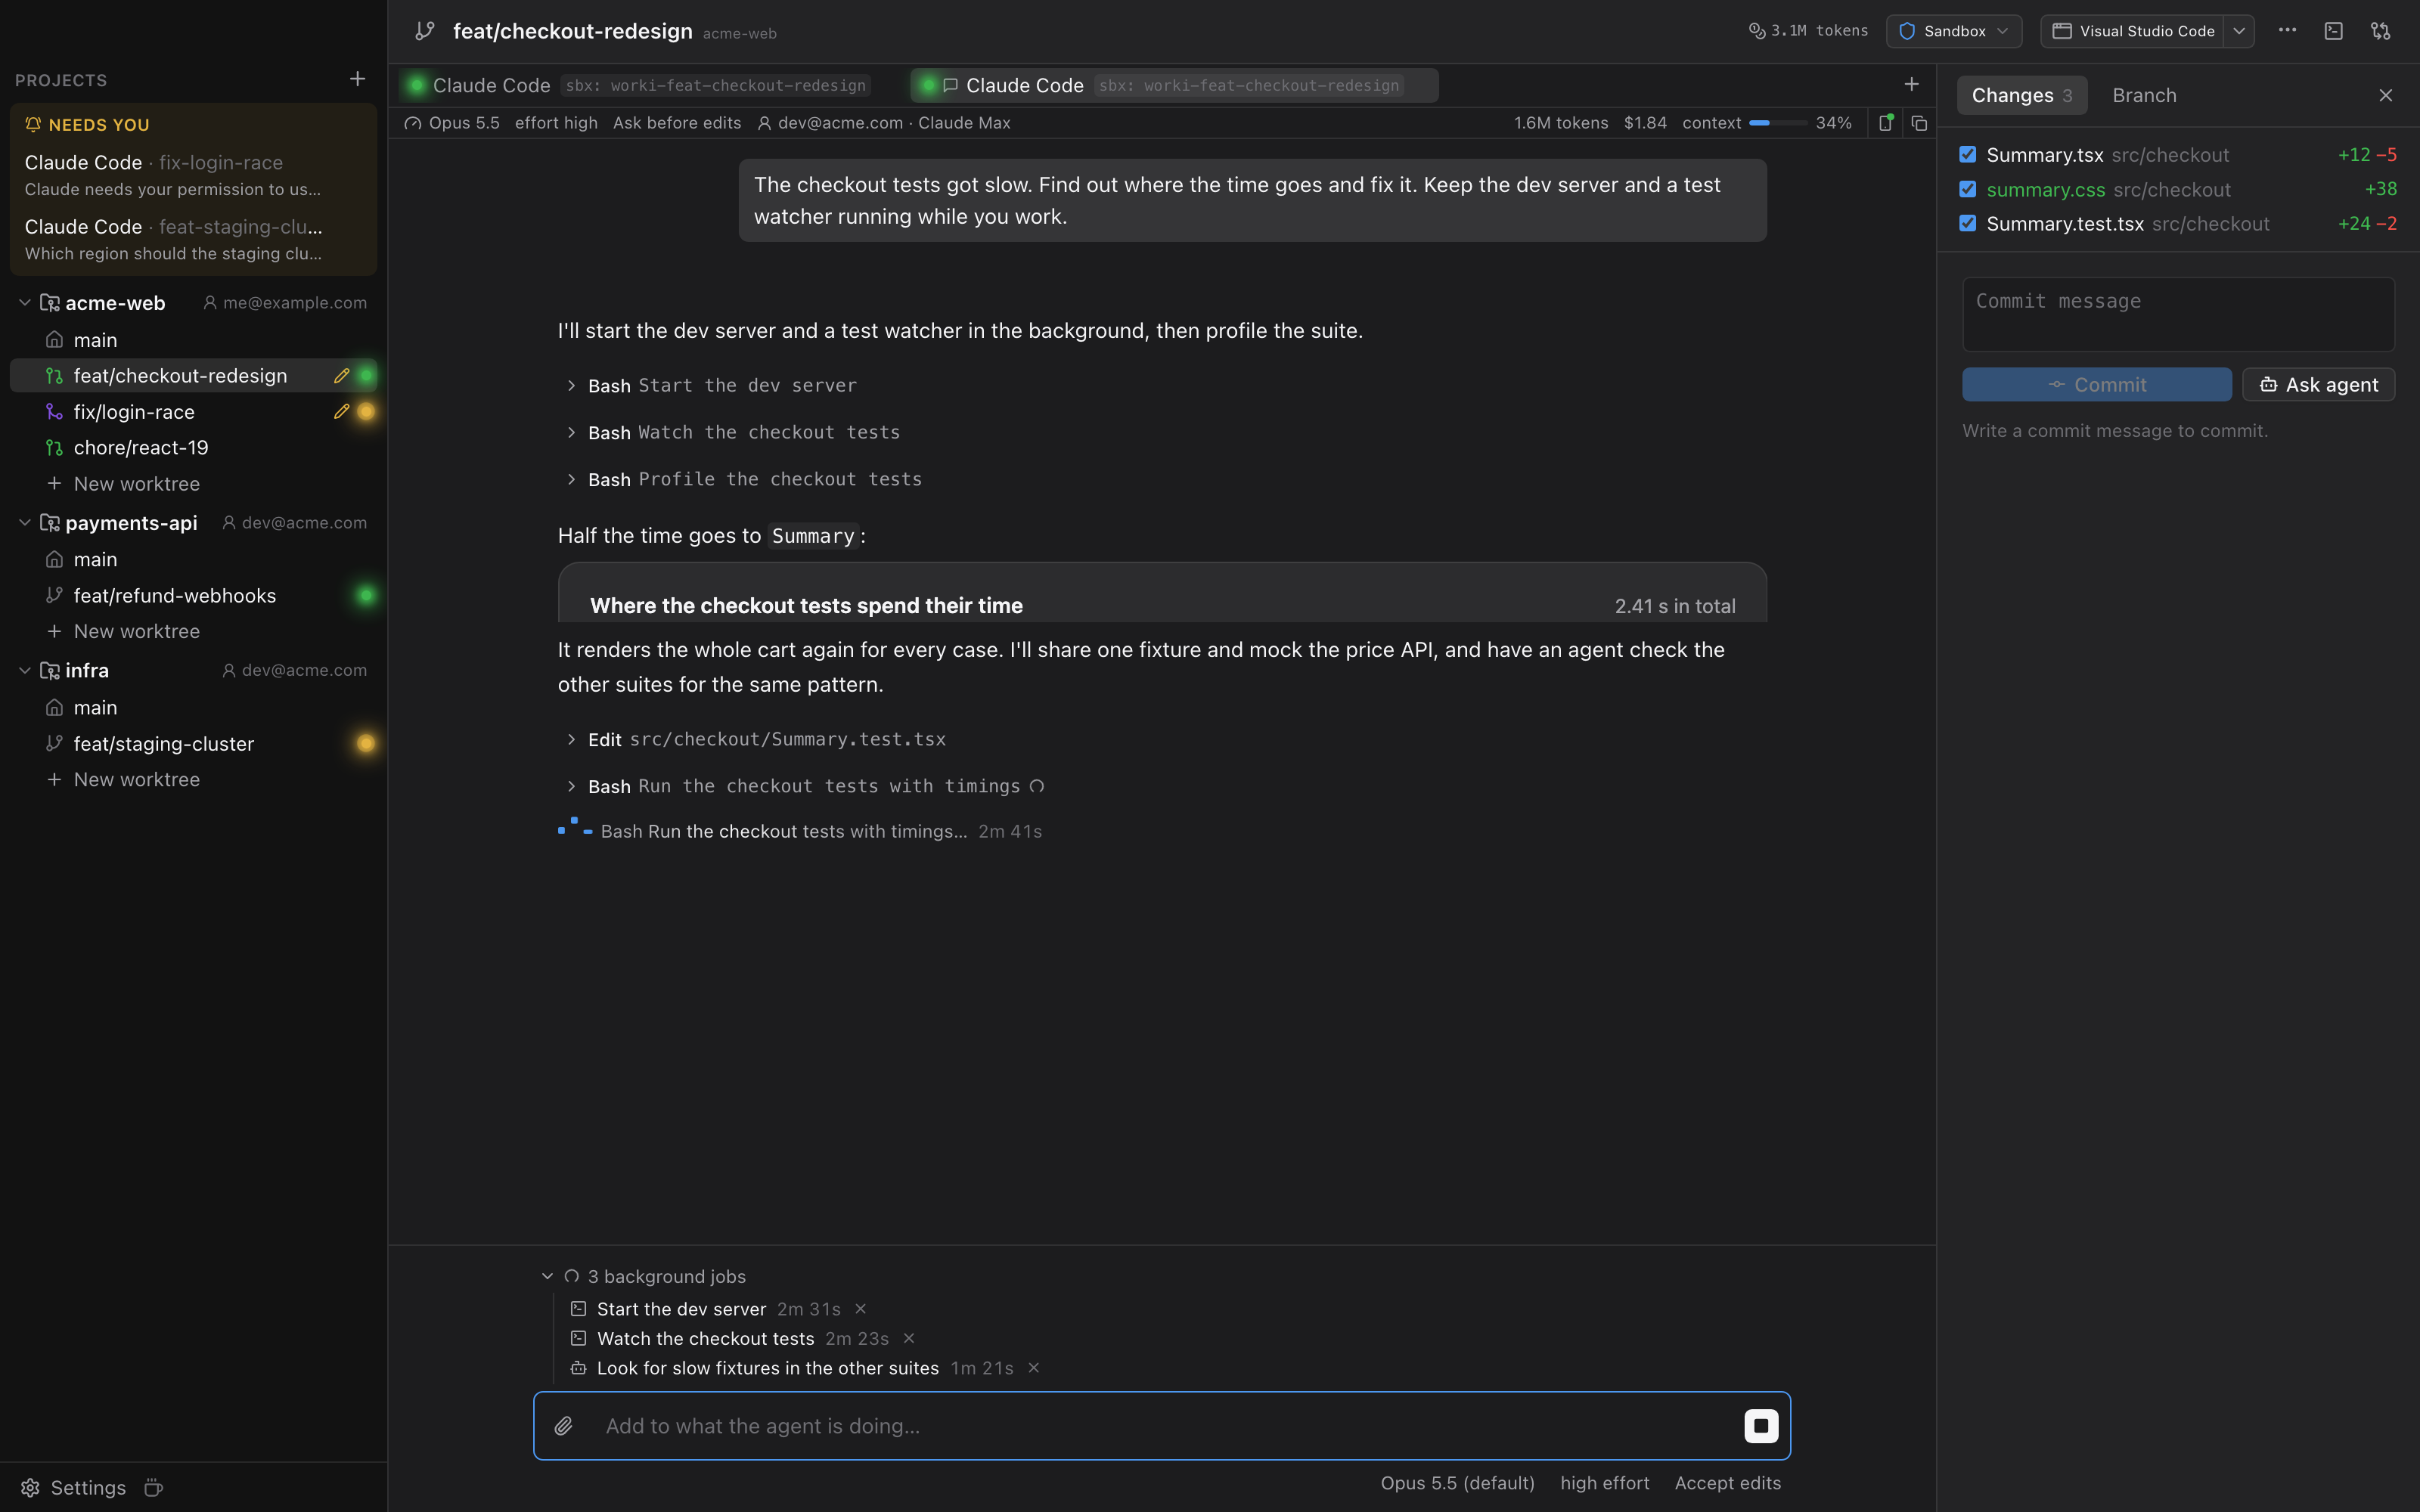 feat/checkout-redesign acme-web
3.1M tokens
Sandbox
Visual Studio Code
PROJECTS
NEEDS YOU
Claude Code · fix-login-race
Claude needs your permission to us...
Claude Code · feat-staging-clu...
Which region should the staging clu...
acme-web me@example.com
main
feat/checkout-redesign
fix/login-race
chore/react-19
New worktree
payments-api dev@acme.com
main
feat/refund-webhooks
New worktree
infra dev@acme.com
main
feat/staging-cluster
New worktree
Settings
Claude Code sbx: worki-feat-checkout-redesign
Claude Code sbx: worki-feat-checkout-redesign
Opus 5.5 effort high Ask before edits dev@acme.com · Claude Max
1.6M tokens $1.84 context 34%
The checkout tests got slow. Find out where the time goes and fix it. Keep the dev server and a test
watcher running while you work.
I'll start the dev server and a test watcher in the background, then profile the suite.
Bash Start the dev server
Bash Watch the checkout tests
Bash Profile the checkout tests
Half the time goes to Summary:
Where the checkout tests spend their time 2.41 s in total
It renders the whole cart again for every case. I'll share one fixture and mock the price API, and have an agent check the
other suites for the same pattern.
Edit src/checkout/Summary.test.tsx
Bash Run the checkout tests with timings
Bash Run the checkout tests with timings... 2m 41s
3 background jobs
Start the dev server 2m 31s
Watch the checkout tests 2m 23s
Look for slow fixtures in the other suites 1m 21s
Add to what the agent is doing...
Opus 5.5 (default) high effort Accept edits
Changes 3 Branch
Summary.tsx src/checkout +12 −5
summary.css src/checkout +38
Summary.test.tsx src/checkout +24 −2
Commit message
Commit
Ask agent
Write a commit message to commit.